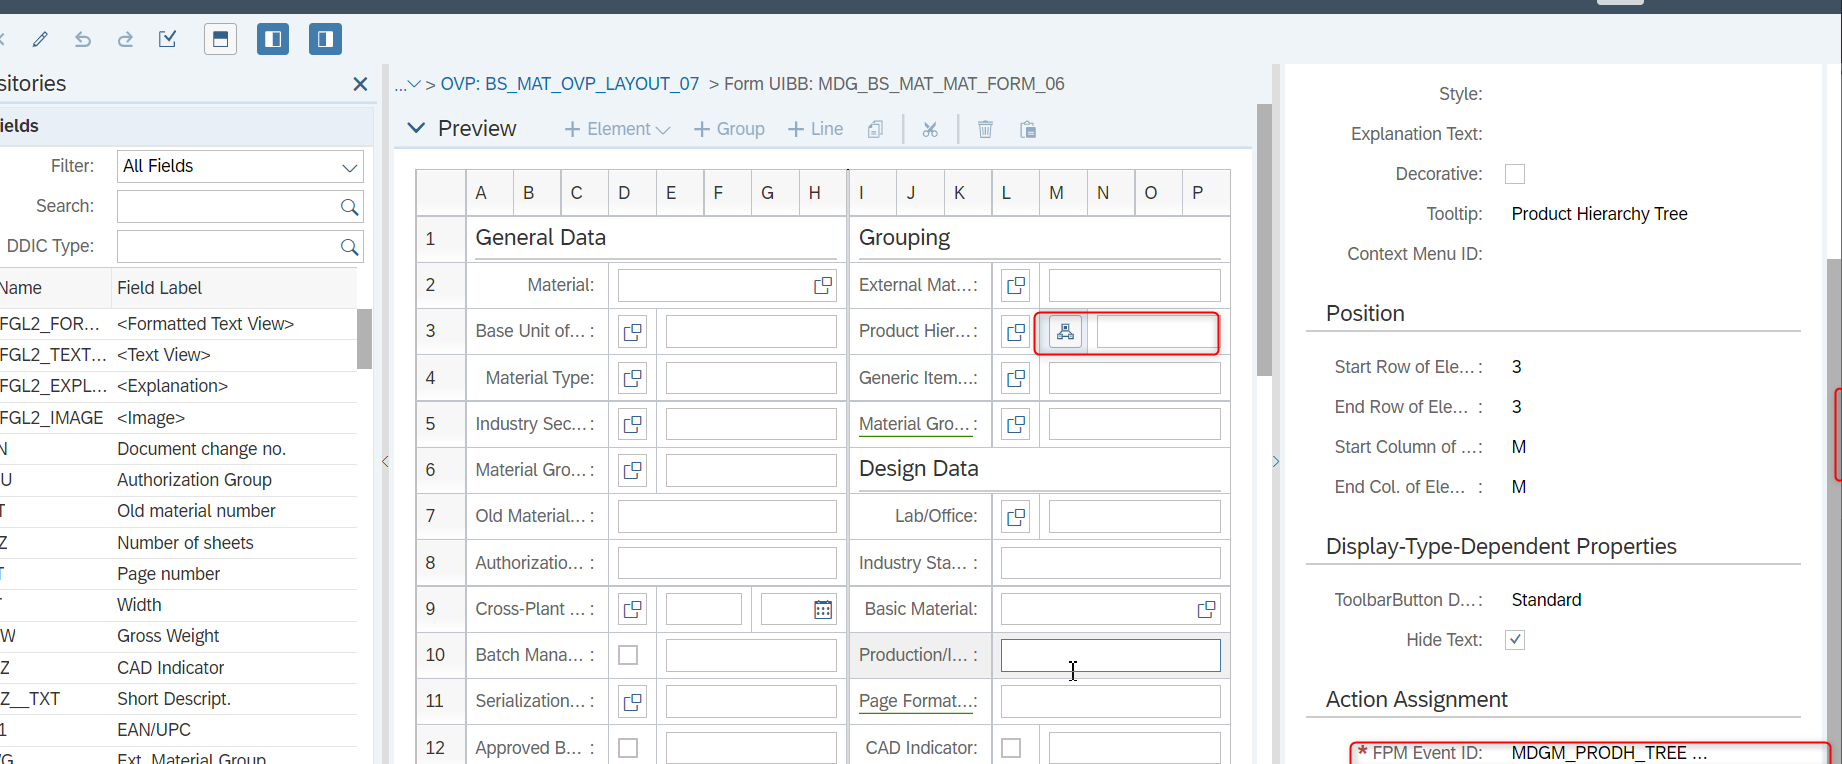 sitories
ields
Filter: All Fields
Search:
DDIC Type:
Name Field Label
FGL2_FOR... <Formatted Text View>
FGL2_TEXT... <Text View>
FGL2_EXPL... <Explanation>
FGL2_IMAGE <Image>
N Document change no.
U Authorization Group
T Old material number
Z Number of sheets
T Page number
Width
W Gross Weight
Z CAD Indicator
Z__TXT Short Descript.
1 EAN/UPC
G Ext. Material Group
... > OVP: BS_MAT_OVP_LAYOUT_07 > Form UIBB: MDG_BS_MAT_MAT_FORM_06
Preview + Element + Group + Line
A B C D E F G H I J K L M N O P
1 General Data Grouping
2 Material: External Mat...:
3 Base Unit of... : Product Hier...:
4 Material Type: Generic Item...:
5 Industry Sec... : Material Gro... :
6 Material Gro... : Design Data
7 Old Material... : Lab/Office:
8 Authorizatio... : Industry Sta... :
9 Cross-Plant ... : Basic Material:
10 Batch Mana... : Production/I... :
11 Serialization... : Page Format...:
12 Approved B... : CAD Indicator:
Style:
Explanation Text:
Decorative:
Tooltip: Product Hierarchy Tree
Context Menu ID:
Position
Start Row of Ele... : 3
End Row of Ele... : 3
Start Column of ...: M
End Col. of Ele... : M
Display-Type-Dependent Properties
ToolbarButton D... : Standard
Hide Text:
Action Assignment
* FPM Event ID: MDGM_PRODH_TREE ...